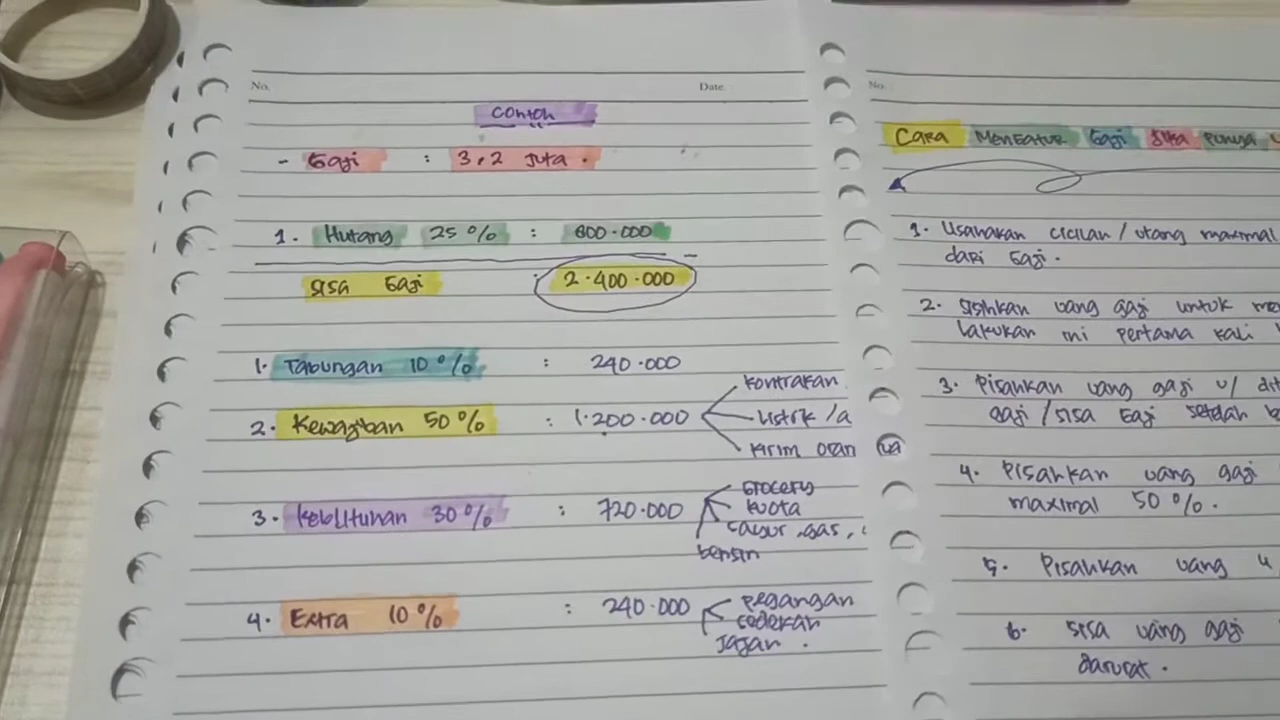 No.
Date.
Contoh
- Gaji : 3,2 Juta.
1. Hutang 25% : 800.000
sisa Gaji : 2.400.000
1. Tabungan 10% : 240.000
2. Kewajiban 50% : 1.200.000
kontrakan
Listrik/a
kirim oran
3. Kebutuhan 30% : 720.000
Grocery
kuota
sayur, gas,
bensin
4. Extra 10% : 240.000
pegangan
sedekah
jajan.
No.
CARA MENGATUR Gaji JIKA PUNYA
1. Usahakan cicilan/utang maximal
dari Gaji.
2. Sisihkan uang gaji untuk me
lakukan ini pertama kali
3. Pisahkan uang gaji u/ di
gaji/sisa Gaji setelah b
4. Pisahkan uang gaji
maximal 50%.
5. Pisahkan uang u
6. Sisa uang gaji
darurat.